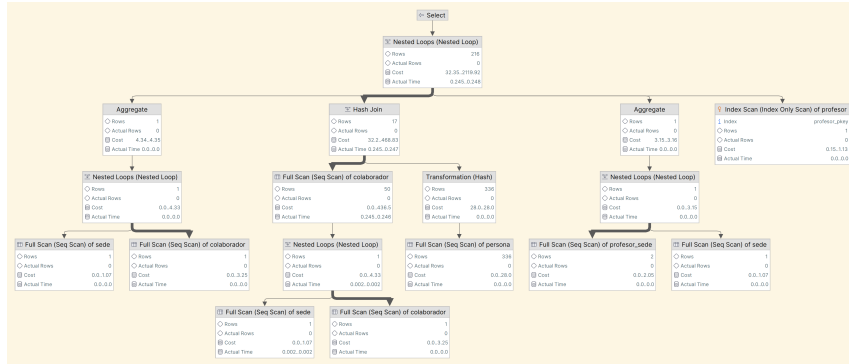 Select
Nested Loops (Nested Loop)
Rows 216
Actual Rows 0
Cost 32.35..2119.92
Actual Time 0.245..0.248
Aggregate
Rows 1
Actual Rows 0
Cost 4.34..4.35
Actual Time 0.0..0.0
Hash Join
Rows 17
Actual Rows 0
Cost 32.2..468.83
Actual Time 0.245..0.247
Aggregate
Rows 1
Actual Rows 0
Cost 3.15..3.16
Actual Time 0.0..0.0
Index Scan (Index Only Scan) of profesor
Index profesor_pkey
Rows 1
Actual Rows 0
Cost 0.15..1.13
Actual Time 0.0..0.0
Nested Loops (Nested Loop)
Rows 1
Actual Rows 0
Cost 0.0..4.33
Actual Time 0.0..0.0
Full Scan (Seq Scan) of colaborador
Rows 50
Actual Rows 0
Cost 0.0..436.5
Actual Time 0.245..0.246
Transformation (Hash)
Rows 336
Actual Rows 0
Cost 28.0..28.0
Actual Time 0.0..0.0
Nested Loops (Nested Loop)
Rows 1
Actual Rows 0
Cost 0.0..3.15
Actual Time 0.0..0.0
Full Scan (Seq Scan) of sede
Rows 1
Actual Rows 0
Cost 0.0..1.07
Actual Time 0.0..0.0
Full Scan (Seq Scan) of colaborador
Rows 1
Actual Rows 0
Cost 0.0..3.25
Actual Time 0.0..0.0
Nested Loops (Nested Loop)
Rows 1
Actual Rows 0
Cost 0.0..4.33
Actual Time 0.002..0.002
Full Scan (Seq Scan) of persona
Rows 336
Actual Rows 0
Cost 0.0..28.0
Actual Time 0.0..0.0
Full Scan (Seq Scan) of profesor_sede
Rows 2
Actual Rows 0
Cost 0.0..2.05
Actual Time 0.0..0.0
Full Scan (Seq Scan) of sede
Rows 1
Actual Rows 0
Cost 0.0..1.07
Actual Time 0.0..0.0
Full Scan (Seq Scan) of sede
Rows 1
Actual Rows 0
Cost 0.0..1.07
Actual Time 0.002..0.002
Full Scan (Seq Scan) of colaborador
Rows 1
Actual Rows 0
Cost 0.0..3.25
Actual Time 0.0..0.0